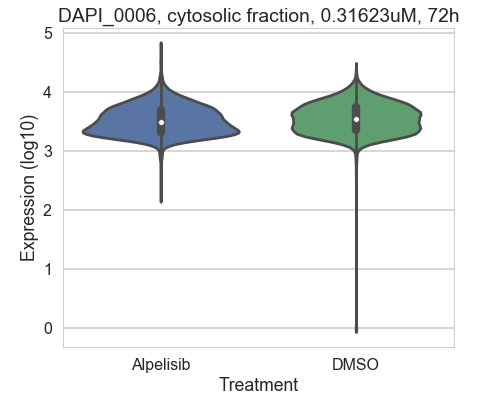 DAPI_0006, cytosolic fraction, 0.31623uM, 72h
5
4
3
2
1
0
Expression (log10)
Alpelisib DMSO
Treatment